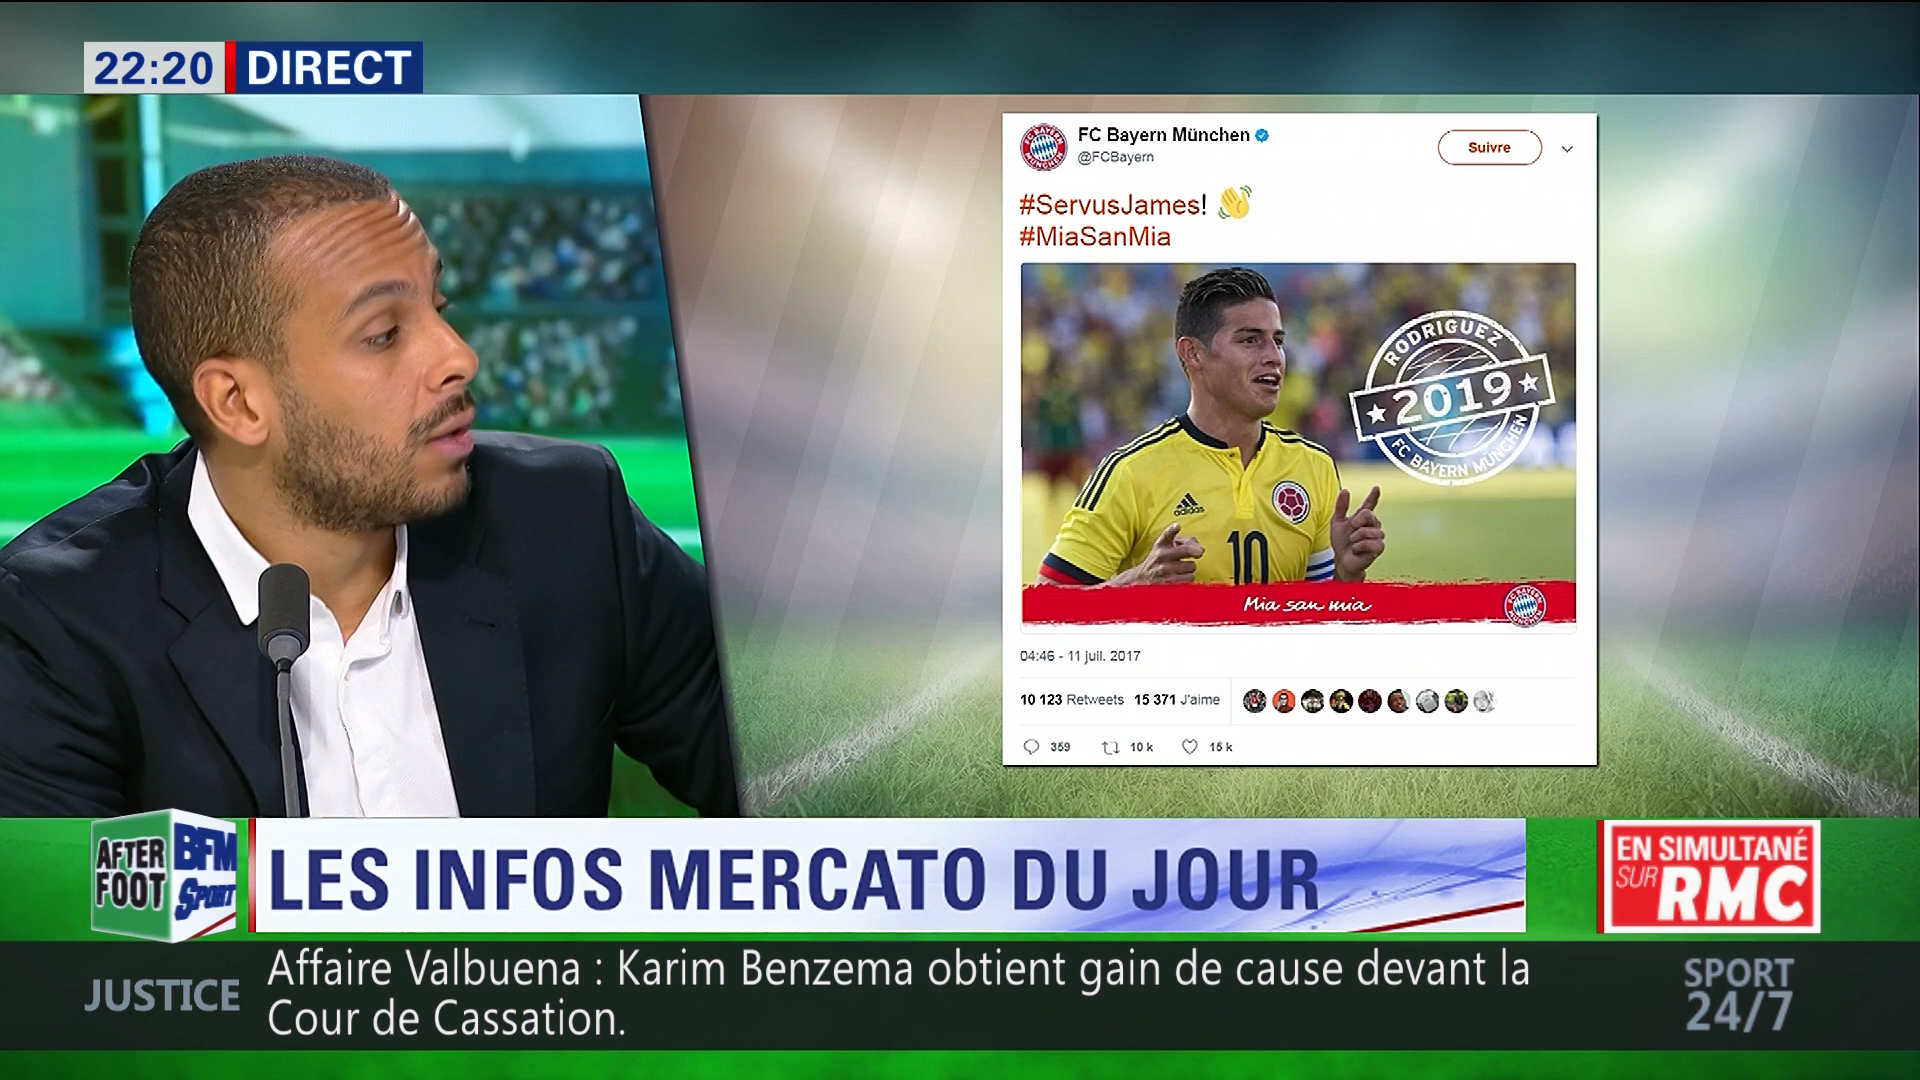 22:20 DIRECT
FC Bayern München
@FCBayern
Suivre
#ServusJames!
#MiaSanMia
RODRIGUEZ
2019
FC BAYERN MÜNCHEN
adidas
10
Mia san mia
04:46 - 11 juil. 2017
10 123 Retweets 15 371 J'aime
359 10 k 15 k
AFTER FOOT
BFM SPORT
LES INFOS MERCATO DU JOUR
EN SIMULTANÉ
SUR RMC
JUSTICE
Affaire Valbuena : Karim Benzema obtient gain de cause devant la
Cour de Cassation.
SPORT
24/7